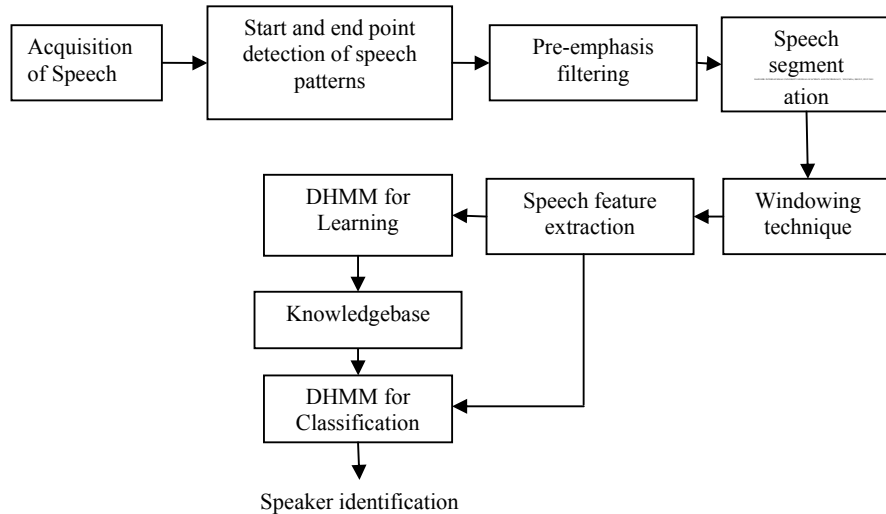 Acquisition
of Speech
Start and end point
detection of speech
patterns
Pre-emphasis
filtering
Speech
segment
ation
Windowing
technique
Speech feature
extraction
DHMM for
Learning
Knowledgebase
DHMM for
Classification
Speaker identification